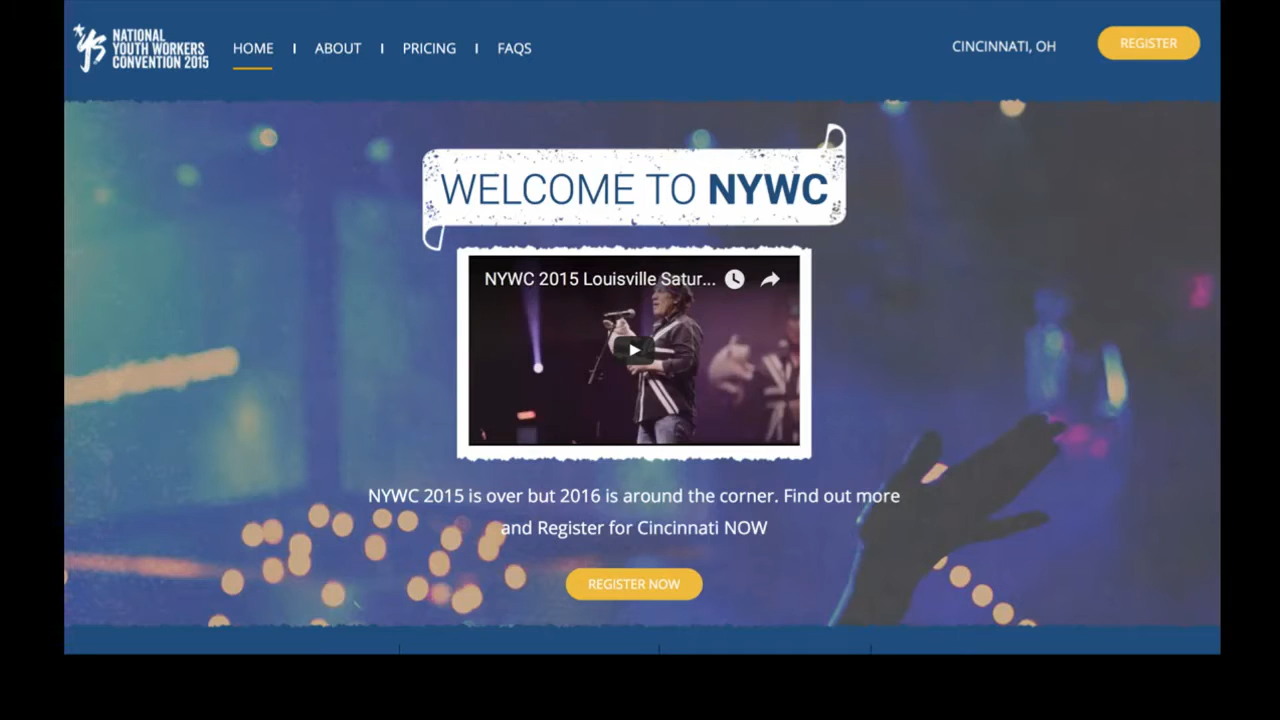 NATIONAL
YOUTH WORKERS
CONVENTION 2015
HOME
ABOUT
PRICING
FAQS
CINCINNATI, OH
REGISTER
WELCOME TO NYWC
NYWC 2015 Louisville Satur...
NYWC 2015 is over but 2016 is around the corner. Find out more
and Register for Cincinnati NOW
REGISTER NOW